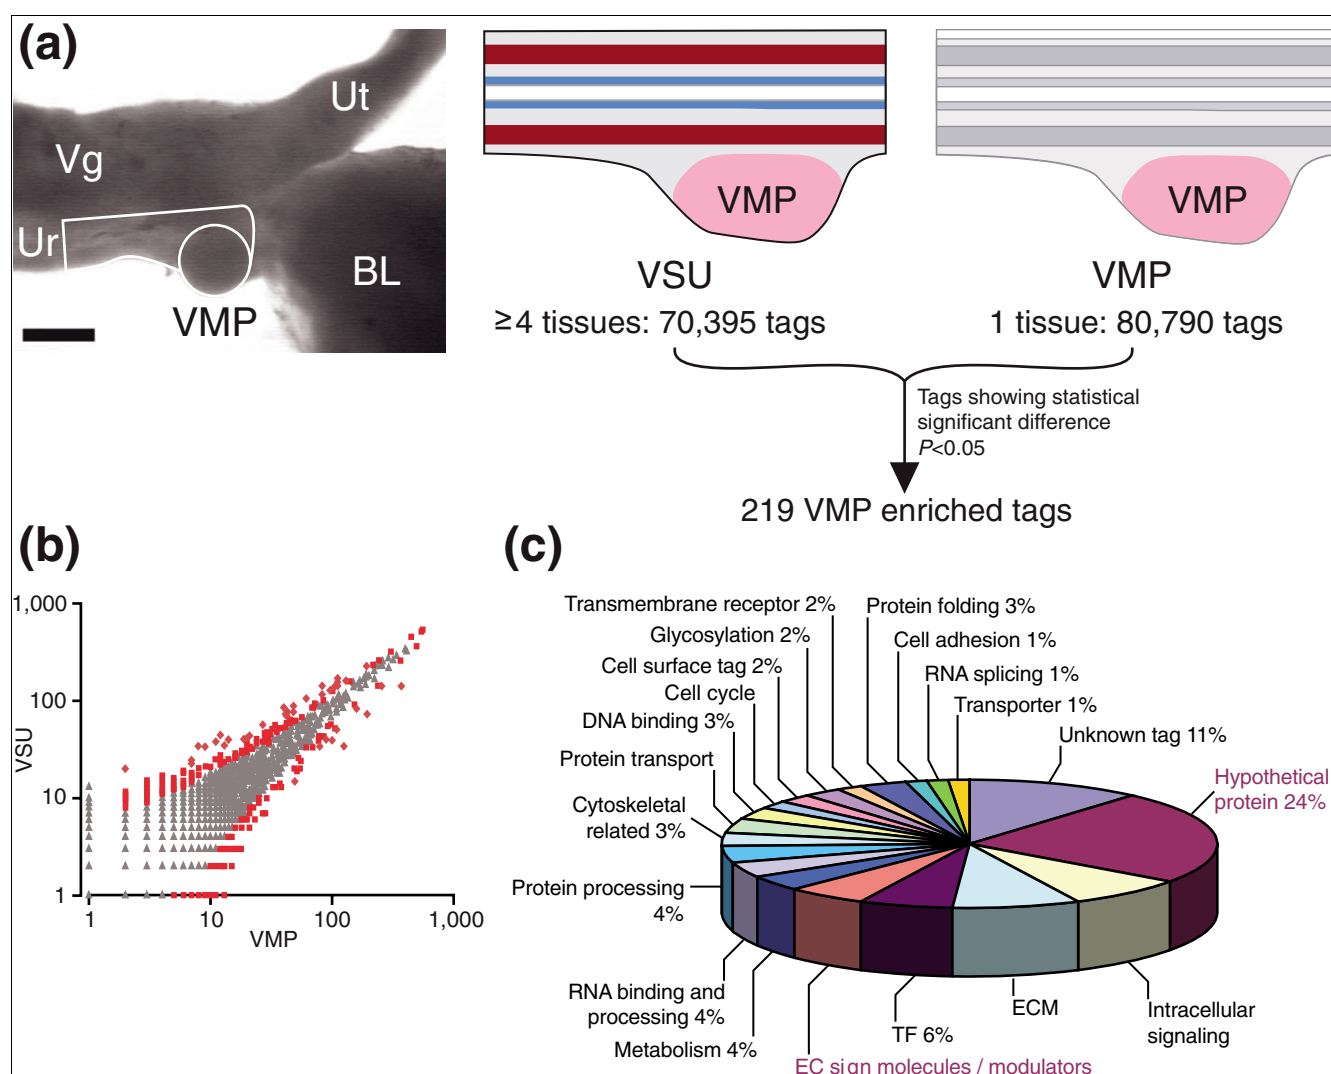 (a)
Ut
Vg
Ur
BL
VMP
VMP
VMP
VSU
VMP
≥4 tissues: 70,395 tags
1 tissue: 80,790 tags
Tags showing statistical
significant difference
P<0.05
219 VMP enriched tags
(b)
1,000
100
10
1
VSU
1
10
100
1,000
VMP
(c)
Transmembrane receptor 2%
Protein folding 3%
Glycosylation 2%
Cell adhesion 1%
Cell surface tag 2%
RNA splicing 1%
Cell cycle
Transporter 1%
DNA binding 3%
Unknown tag 11%
Protein transport
Hypothetical
protein 24%
Cytoskeletal
related 3%
Protein processing
4%
RNA binding and
processing 4%
Metabolism 4%
TF 6%
ECM
Intracellular
signaling
EC sign molecules / modulators